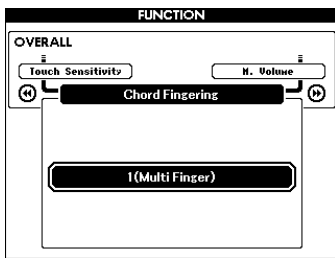 FUNCTION
OVERALL
Touch Sensitivity
M. Volume
Chord Fingering
1(Multi Finger)